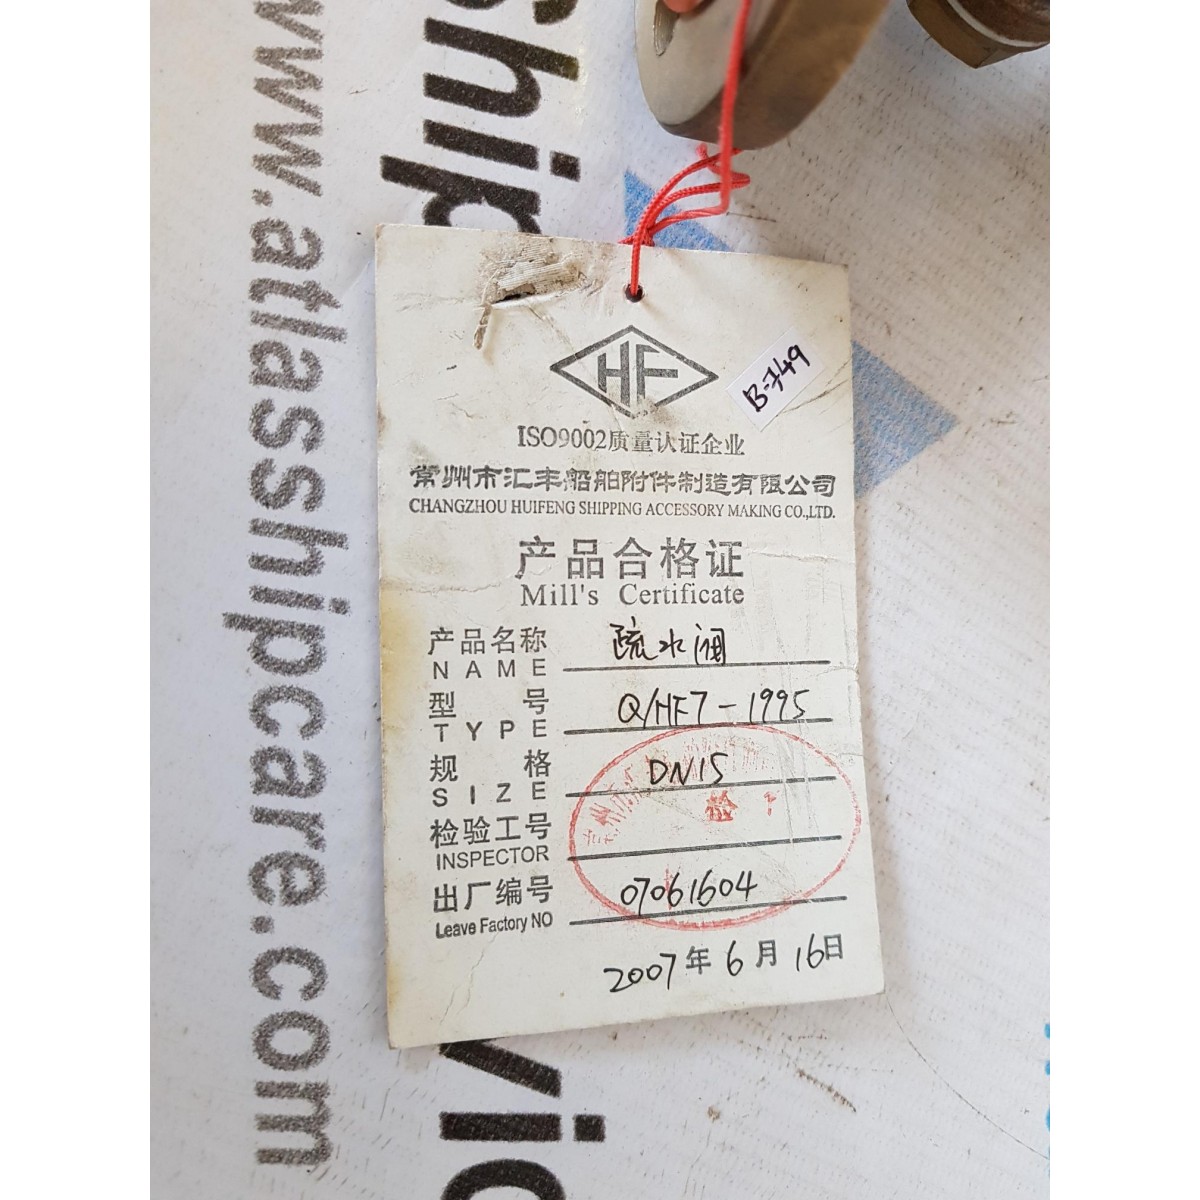 Ship
vi
www.atlasshipcare.com
HF
B-749
ISO9002质量认证企业
常州市汇丰船舶附件制造有限公司
CHANGZHOU HUIFENG SHIPPING ACCESSORY MAKING CO.,LTD.
产品合格证
Mill's Certificate
产品名称 疏水阀
NAME
型号 Q/HF7-1995
TYPE
规格 DN15
SIZE
检
检验工号
INSPECTOR
出厂编号 07061604
Leave Factory NO
2007年6月16日